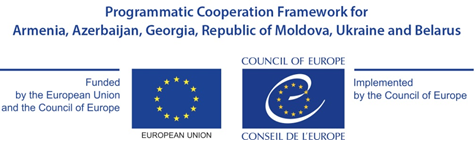 Programmatic Cooperation Framework for
Armenia, Azerbaijan, Georgia, Republic of Moldova, Ukraine and Belarus
COUNCIL OF EUROPE
Funded
by the European Union
and the Council of Europe
Implemented
by the Council of Europe
EUROPEAN UNION
CONSEIL DE L'EUROPE